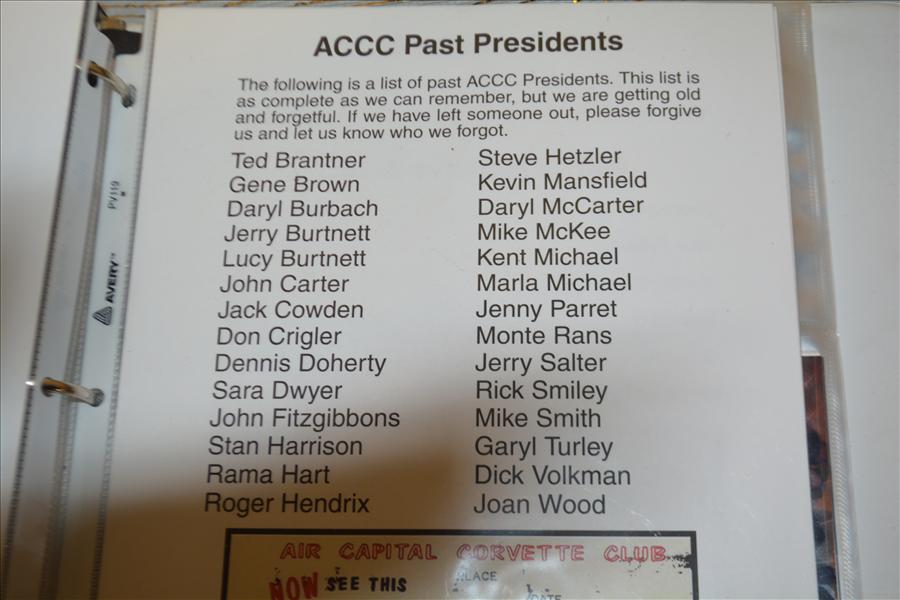 ACCC Past Presidents
The following is a list of past ACCC Presidents. This list is
as complete as we can remember, but we are getting old
and forgetful. If we have left someone out, please forgive
us and let us know who we forgot.
Ted Brantner
Gene Brown
Daryl Burbach
Jerry Burtnett
Lucy Burtnett
John Carter
Jack Cowden
Don Crigler
Dennis Doherty
Sara Dwyer
John Fitzgibbons
Stan Harrison
Rama Hart
Roger Hendrix
Steve Hetzler
Kevin Mansfield
Daryl McCarter
Mike McKee
Kent Michael
Marla Michael
Jenny Parret
Monte Rans
Jerry Salter
Rick Smiley
Mike Smith
Garyl Turley
Dick Volkman
Joan Wood
AIR CAPITAL CORVETTE CLUB
NOW SEE THIS
PLACE
DATE
AVERY™
PV119